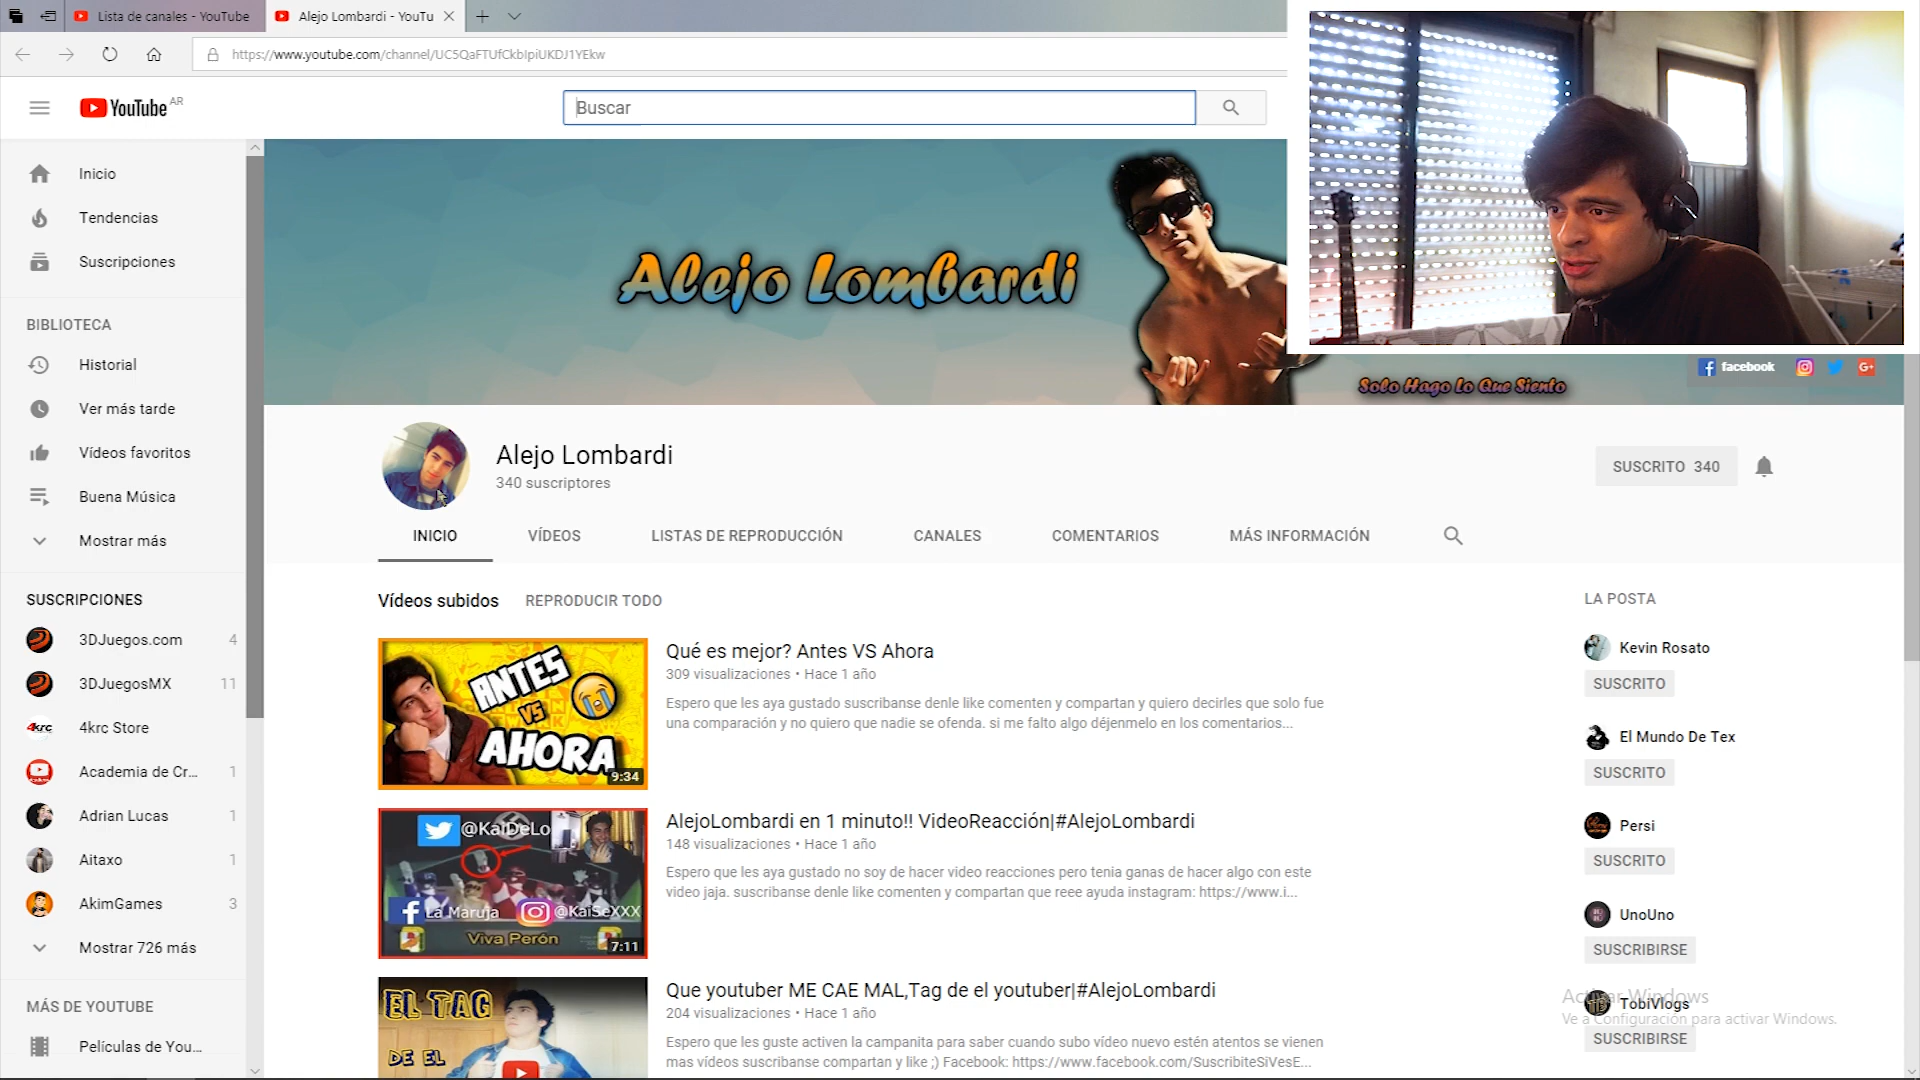 Lista de canales - YouTube
Alejo Lombardi - YouTu
https://www.youtube.com/channel/UC5QaFTUfCkbIpiUKDJ1YEkw
YouTube AR
Buscar
Inicio
Tendencias
Suscripciones
BIBLIOTECA
Historial
Ver más tarde
Vídeos favoritos
Buena Música
Mostrar más
SUSCRIPCIONES
3DJuegos.com 4
3DJuegosMX 11
4krc Store
Academia de Cr... 1
Adrian Lucas 1
Aitaxo 1
AkimGames 3
Mostrar 726 más
MÁS DE YOUTUBE
Películas de You...
Alejo Lombardi
Solo Hago Lo Que Siento
facebook
Alejo Lombardi
340 suscriptores
SUSCRITO 340
INICIO
VÍDEOS
LISTAS DE REPRODUCCIÓN
CANALES
COMENTARIOS
MÁS INFORMACIÓN
Vídeos subidos
REPRODUCIR TODO
ANTES
VS
AHORA
9:34
Qué es mejor? Antes VS Ahora
309 visualizaciones • Hace 1 año
Espero que les aya gustado suscribanse denle like comenten y compartan y quiero decirles que solo fue
una comparación y no quiero que nadie se ofenda. si me falto algo déjenmelo en los comentarios...
@KaiDeLo
La Maruja
@KaiSeXXX
Viva Perón
7:11
AlejoLombardi en 1 minuto!! VideoReacción|#AlejoLombardi
148 visualizaciones • Hace 1 año
Espero que les aya gustado no soy de hacer video reacciones pero tenia ganas de hacer algo con este
video jaja. suscribanse denle like comenten y compartan que reee ayuda instagram: https://www.i...
EL TAG
DE EL
Que youtuber ME CAE MAL,Tag de el youtuber|#AlejoLombardi
204 visualizaciones • Hace 1 año
Espero que les guste activen la campanita para saber cuando subo vídeo nuevo estén atentos se vienen
mas vídeos suscribanse compartan y like ;) Facebook: https://www.facebook.com/SuscribiteSiVesE...
LA POSTA
Kevin Rosato
SUSCRITO
El Mundo De Tex
SUSCRITO
Persi
SUSCRITO
UnoUno
SUSCRIBIRSE
TobiVlogs
SUSCRIBIRSE
Activar Windows
Ve a Configuración para activar Windows.